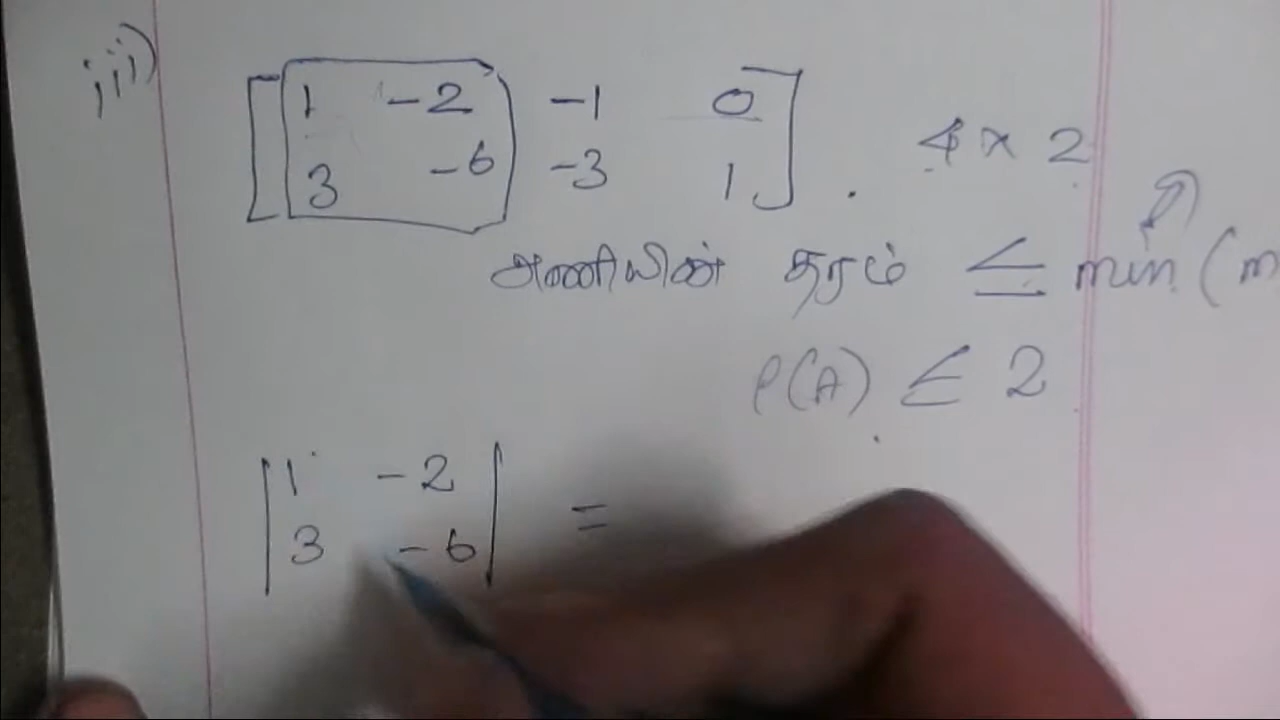 iii)
[ 1 -2 -1 0 ] . 4 × 2
[ 3 -6 -3 1 ]
அணியின் தரம் ≤ min (m
ρ(A) ≤ 2
| 1 -2 | =
| 3 -6 |